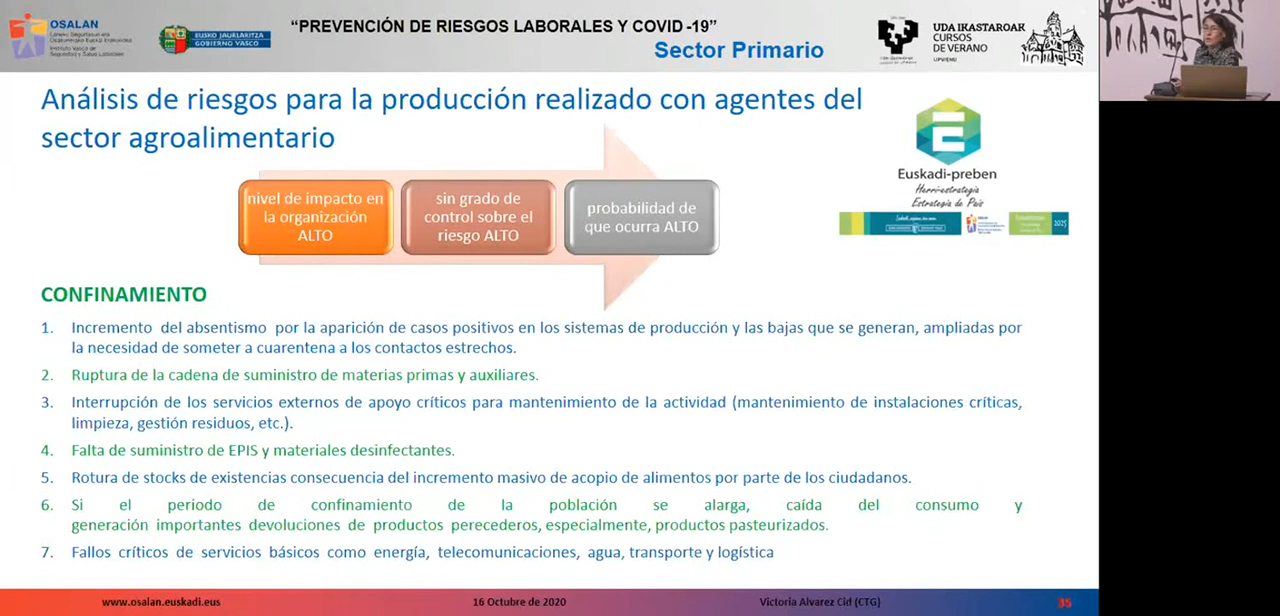 OSALAN
Instituto Vasco de
Seguridad y Salud Laborales
EUSKO JAURLARITZA
GOBIERNO VASCO
“PREVENCIÓN DE RIESGOS LABORALES Y COVID -19”
Sector Primario
UDA IKASTAROAK
CURSOS
DE VERANO
UPV/EHU
Análisis de riesgos para la producción realizado con agentes del
sector agroalimentario
Euskadi-preben
Herri-estrategia
Estrategia de País
2025
nivel de impacto en
la organización
ALTO
sin grado de
control sobre el
riesgo ALTO
probabilidad de
que ocurra ALTO
CONFINAMIENTO
1. Incremento del absentismo por la aparición de casos positivos en los sistemas de producción y las bajas que se generan, ampliadas por
la necesidad de someter a cuarentena a los contactos estrechos.
2. Ruptura de la cadena de suministro de materias primas y auxiliares.
3. Interrupción de los servicios externos de apoyo críticos para mantenimiento de la actividad (mantenimiento de instalaciones críticas,
limpieza, gestión residuos, etc.).
4. Falta de suministro de EPIS y materiales desinfectantes.
5. Rotura de stocks de existencias consecuencia del incremento masivo de acopio de alimentos por parte de los ciudadanos.
6. Si el periodo de confinamiento de la población se alarga, caída del consumo y
generación importantes devoluciones de productos perecederos, especialmente, productos pasteurizados.
7. Fallos críticos de servicios básicos como energía, telecomunicaciones, agua, transporte y logística
www.osalan.euskadi.eus
16 Octubre de 2020
Victoria Alvarez Cid (CTG)
35